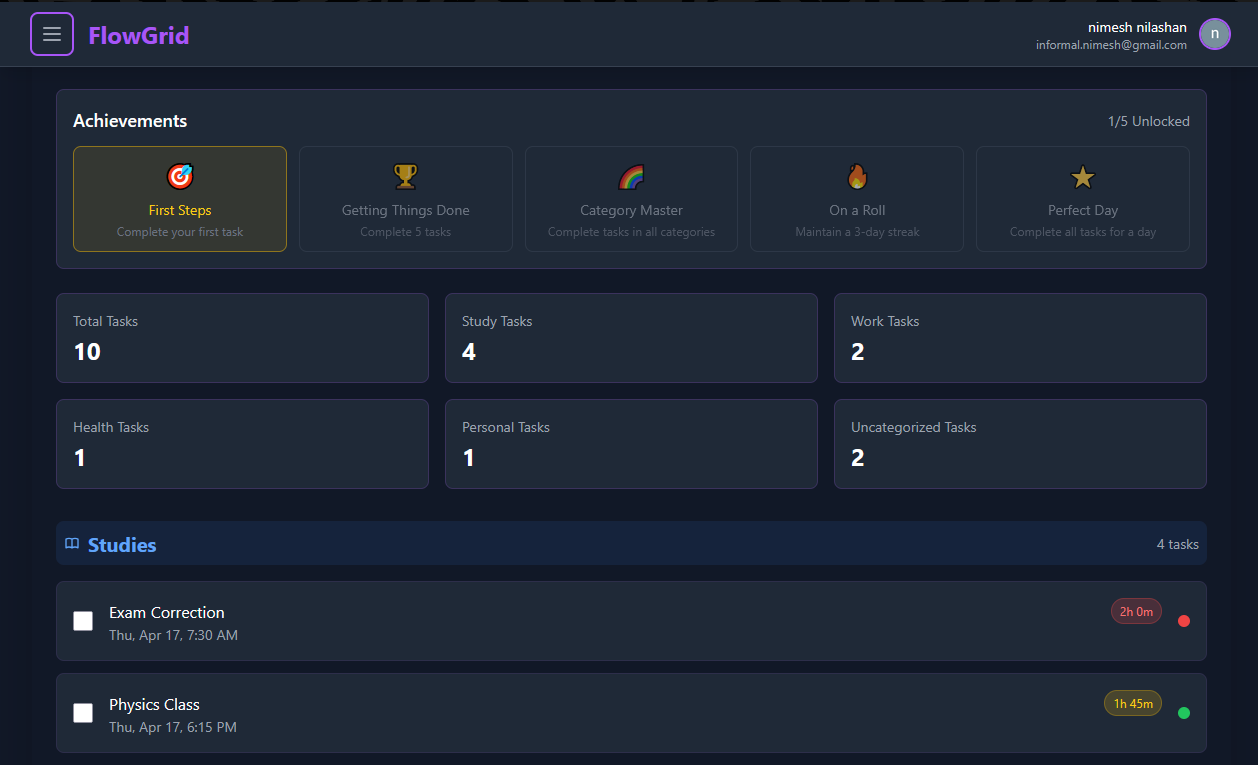 FlowGrid
nimesh nilashan
informal.nimesh@gmail.com
n
Achievements
1/5 Unlocked
First Steps
Complete your first task
Getting Things Done
Complete 5 tasks
Category Master
Complete tasks in all categories
On a Roll
Maintain a 3-day streak
Perfect Day
Complete all tasks for a day
Total Tasks
10
Study Tasks
4
Work Tasks
2
Health Tasks
1
Personal Tasks
1
Uncategorized Tasks
2
Studies
4 tasks
Exam Correction
Thu, Apr 17, 7:30 AM
2h 0m
Physics Class
Thu, Apr 17, 6:15 PM
1h 45m